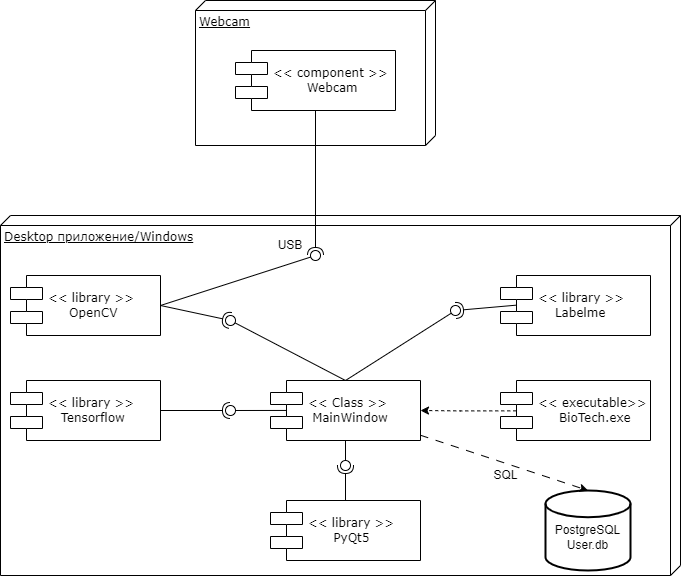 Webcam
<< component >>
Webcam
Desktop приложение/Windows
USB
<< library >>
OpenCV
<< library >>
Labelme
<< library >>
Tensorflow
<< Class >>
MainWindow
<< executable>>
BioTech.exe
SQL
<< library >>
PyQt5
PostgreSQL
User.db